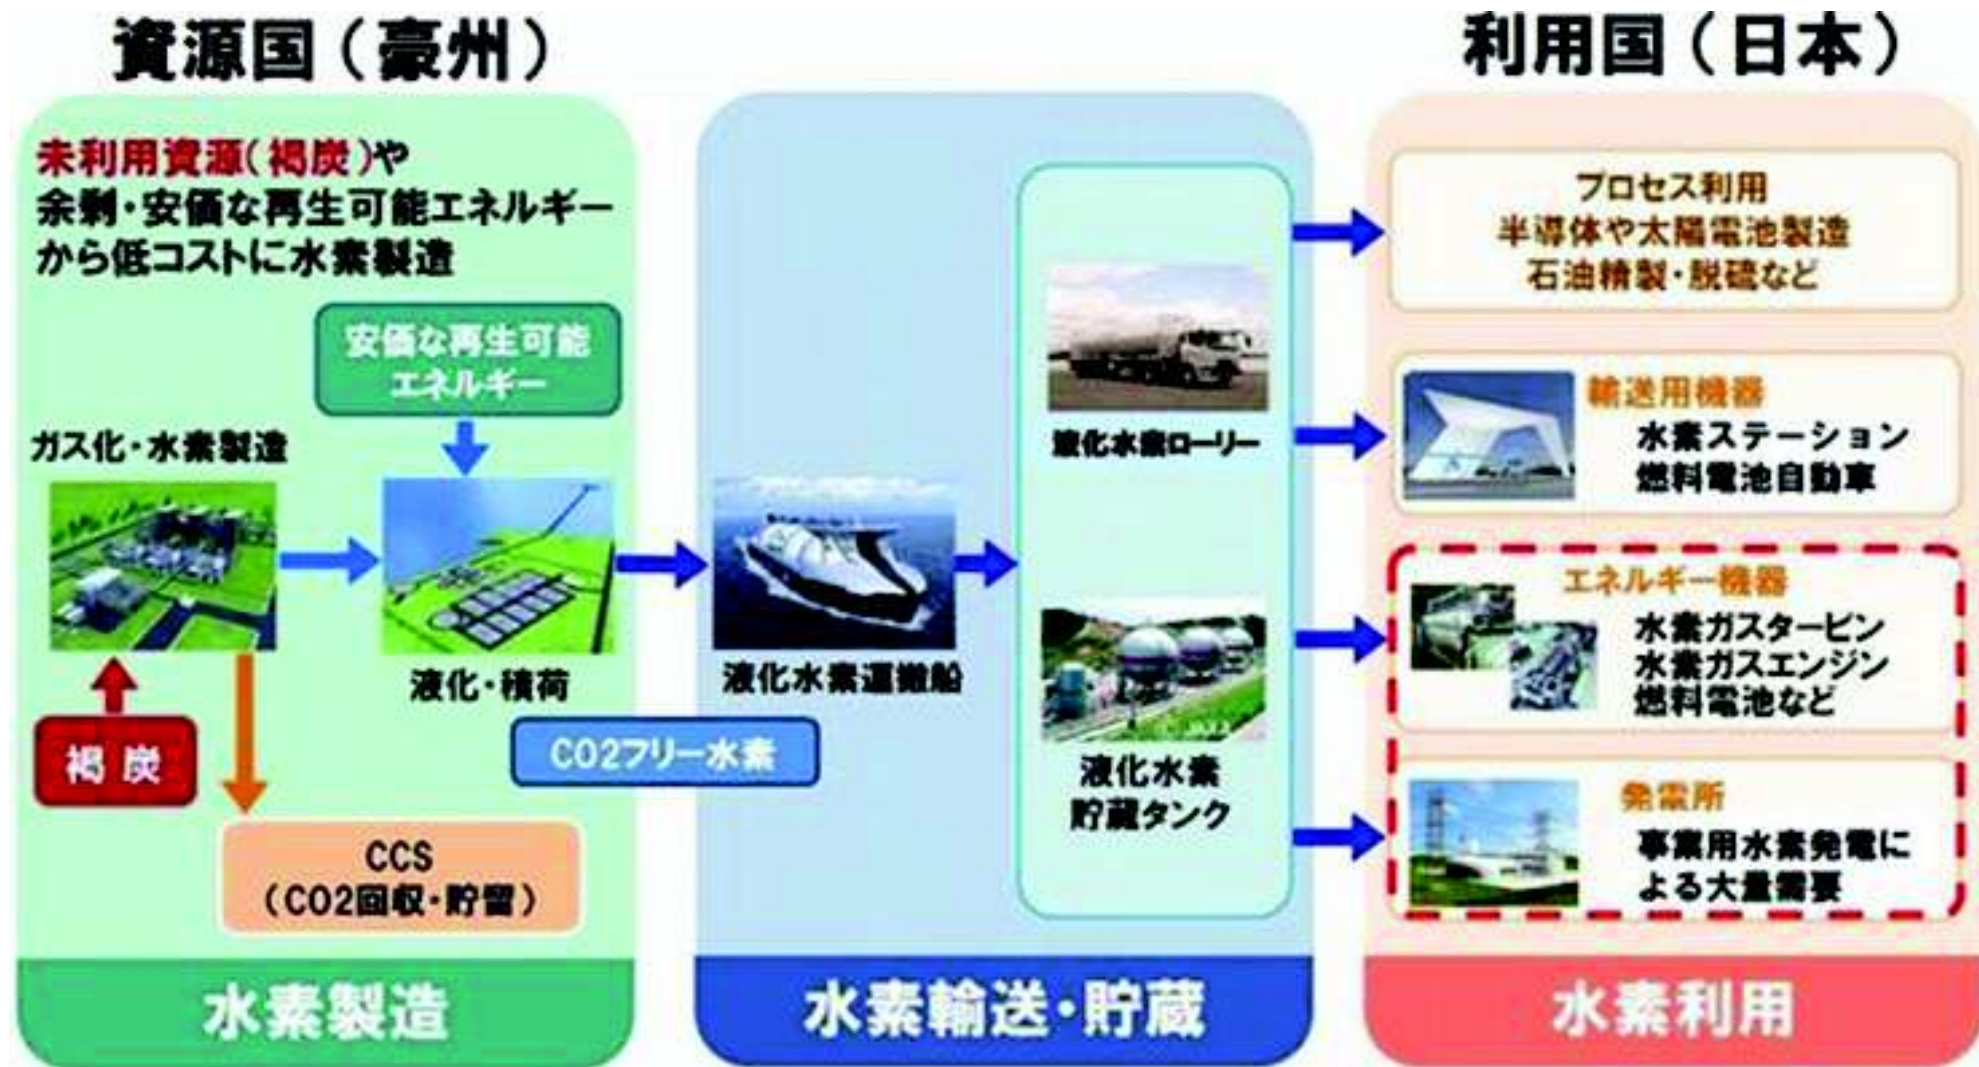 資源国（豪州）
利用国（日本）
未利用資源（褐炭）や
余剰・安価な再生可能エネルギー
から低コストに水素製造
安価な再生可能
エネルギー
ガス化・水素製造
液化・積荷
褐 炭
CCS
（CO2回収・貯留）
CO2フリー水素
水素製造
液化水素運搬船
液化水素ローリー
液化水素
貯蔵タンク
水素輸送・貯蔵
プロセス利用
半導体や太陽電池製造
石油精製・脱硫など
輸送用機器
水素ステーション
燃料電池自動車
エネルギー機器
水素ガスタービン
水素ガスエンジン
燃料電池など
発電所
事業用水素発電に
よる大量需要
水素利用